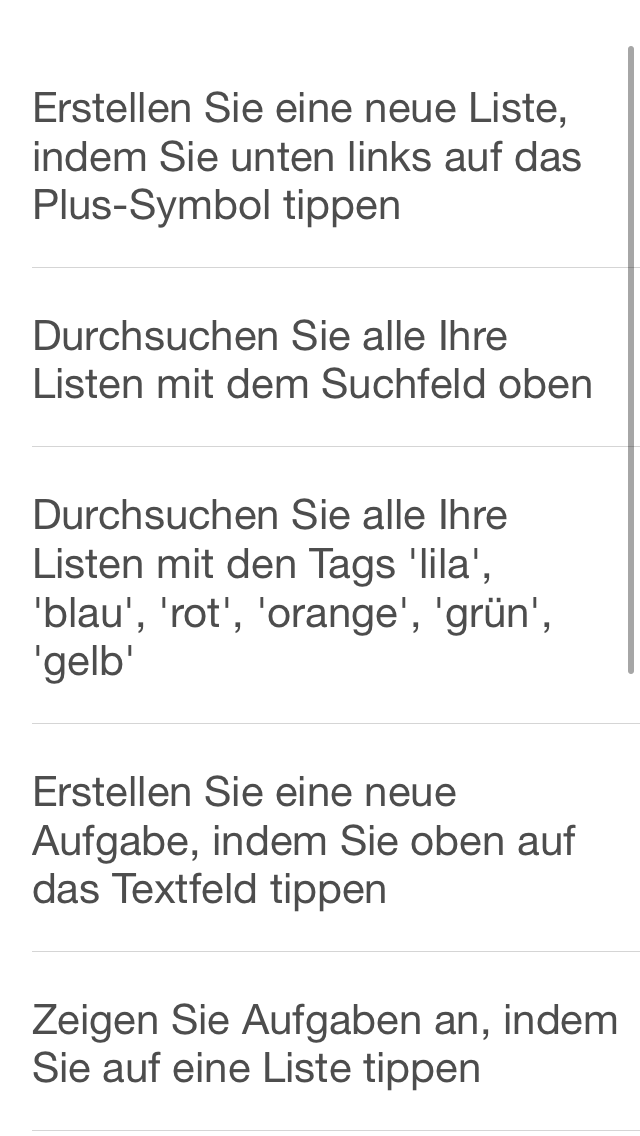 Erstellen Sie eine neue Liste,
indem Sie unten links auf das
Plus-Symbol tippen
Durchsuchen Sie alle Ihre
Listen mit dem Suchfeld oben
Durchsuchen Sie alle Ihre
Listen mit den Tags 'lila',
'blau', 'rot', 'orange', 'grün',
'gelb'
Erstellen Sie eine neue
Aufgabe, indem Sie oben auf
das Textfeld tippen
Zeigen Sie Aufgaben an, indem
Sie auf eine Liste tippen